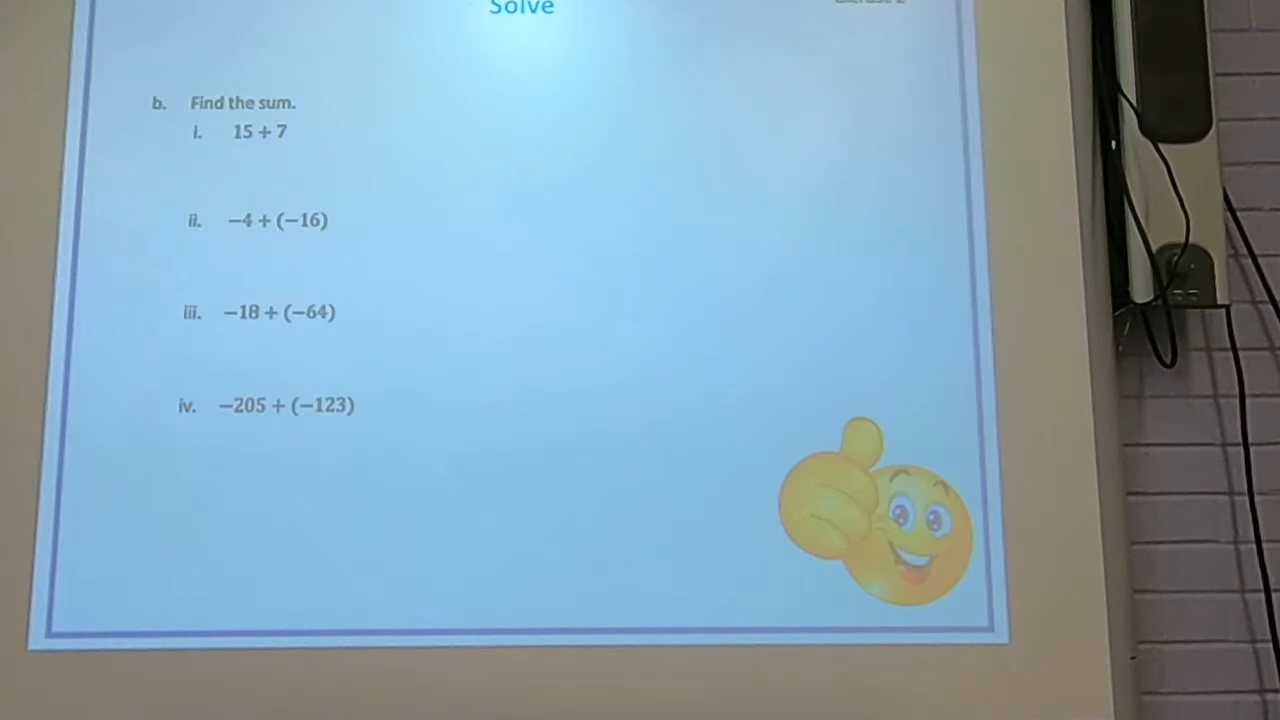 Solve
b. Find the sum.
i. 15 + 7
ii. −4 + (−16)
iii. −18 + (−64)
iv. −205 + (−123)